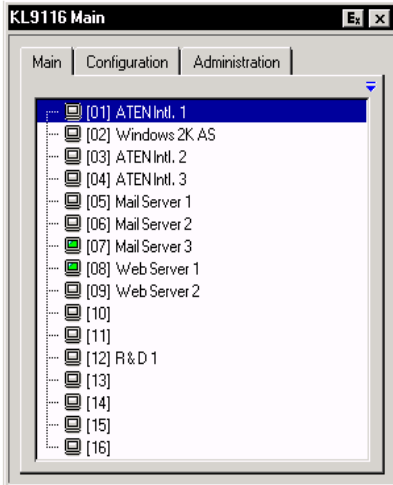 KL9116 Main
Ex
Main Configuration Administration
[01] ATEN Intl. 1
[02] Windows 2K AS
[03] ATEN Intl. 2
[04] ATEN Intl. 3
[05] Mail Server 1
[06] Mail Server 2
[07] Mail Server 3
[08] Web Server 1
[09] Web Server 2
[10]
[11]
[12] R & D 1
[13]
[14]
[15]
[16]